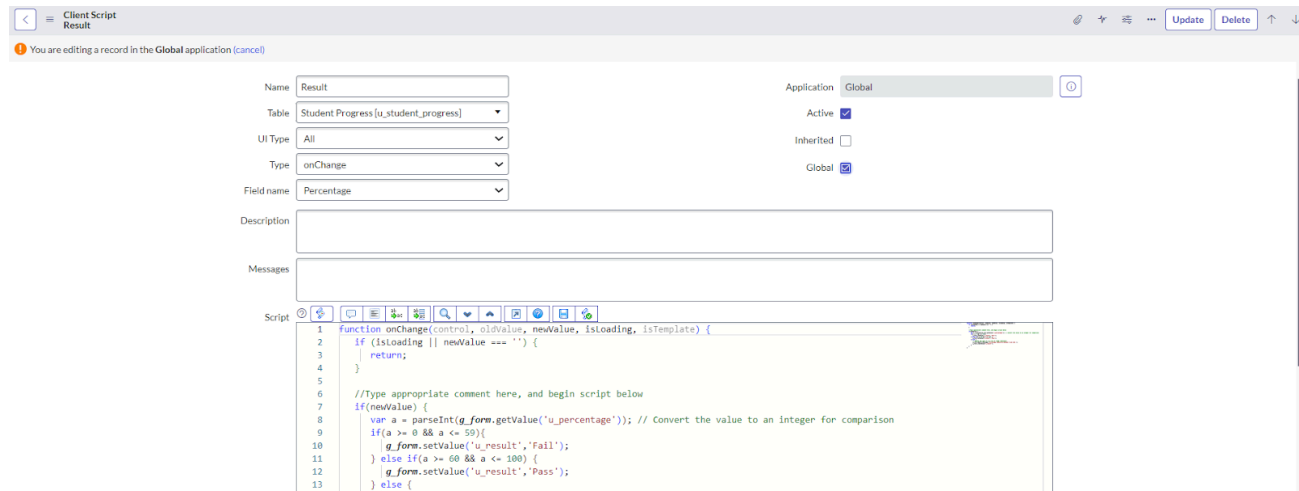 Client Script
Result
Update Delete
You are editing a record in the Global application (cancel)
Name Result
Application Global
Table Student Progress [u_student_progress]
Active
UI Type All
Inherited
Type onChange
Global
Field name Percentage
Description
Messages
Script
1 function onChange(control, oldValue, newValue, isLoading, isTemplate) {
2 if (isLoading || newValue === '') {
3 return;
4 }
5
6 //Type appropriate comment here, and begin script below
7 if(newValue) {
8 var a = parseInt(g_form.getValue('u_percentage')); // Convert the value to an integer for comparison
9 if(a >= 0 && a <= 59){
10 g_form.setValue('u_result','Fail');
11 } else if(a >= 60 && a <= 100) {
12 g_form.setValue('u_result','Pass');
13 } else {